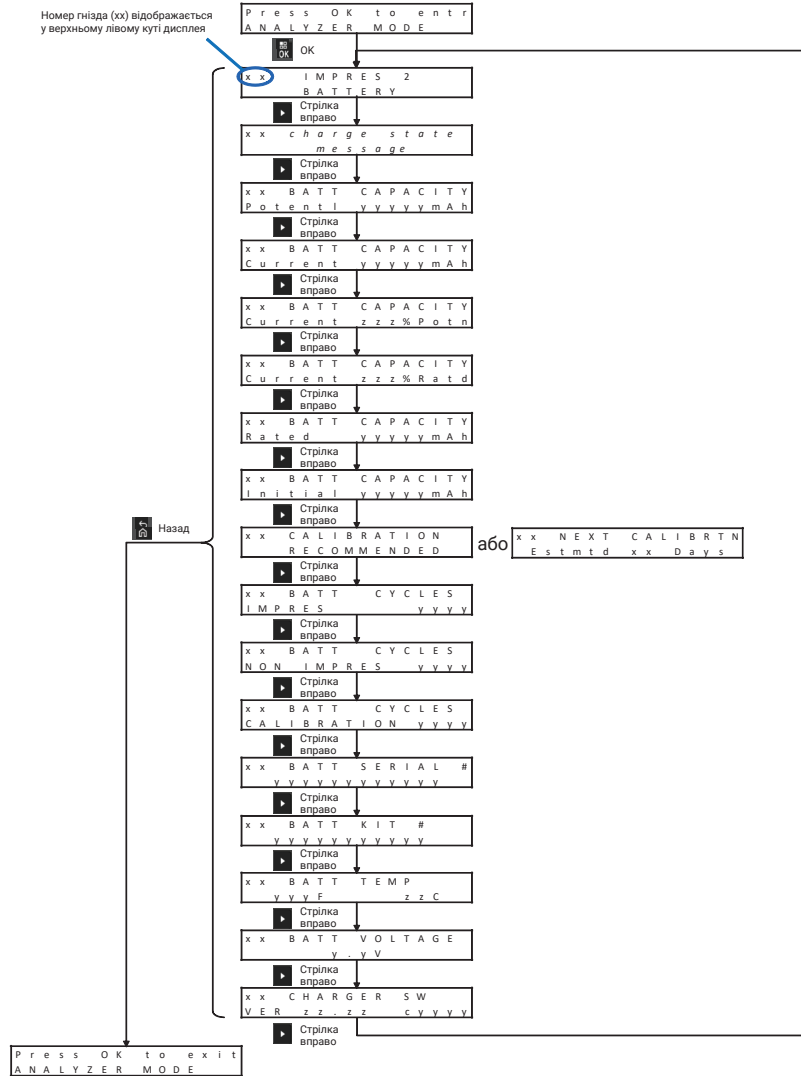 Номер гнізда (xx) відображається
у верхньому лівому куті дисплея
Press OK to entr
ANALYZER MODE
OK
OK
xx IMPRES 2
BATTERY
Стрілка
вправо
xx charge state
message
Стрілка
вправо
xx BATT CAPACITY
Potentl yyyyymAh
Стрілка
вправо
xx BATT CAPACITY
Current yyyyymAh
Стрілка
вправо
xx BATT CAPACITY
Current zzz%Potn
Стрілка
вправо
xx BATT CAPACITY
Current zzz%Ratd
Стрілка
вправо
xx BATT CAPACITY
Rated yyyyymAh
Стрілка
вправо
xx BATT CAPACITY
Initial yyyyymAh
Стрілка
вправо
Назад
xx CALIBRATION
RECOMMENDED
або
xx NEXT CALIBRTN
Estmtd xx Days
Стрілка
вправо
xx BATT CYCLES
IMPRES yyyy
Стрілка
вправо
xx BATT CYCLES
NON IMPRES yyyy
Стрілка
вправо
xx BATT CYCLES
CALIBRATION yyyy
Стрілка
вправо
xx BATT SERIAL #
yyyyyyyyyyyy
Стрілка
вправо
xx BATT KIT #
yyyyyyyyyy
Стрілка
вправо
xx BATT TEMP
yyyF zzC
Стрілка
вправо
xx BATT VOLTAGE
y.yV
Стрілка
вправо
xx CHARGER SW
VER zz.zz cyyyy
Стрілка
вправо
Press OK to exit
ANALYZER MODE